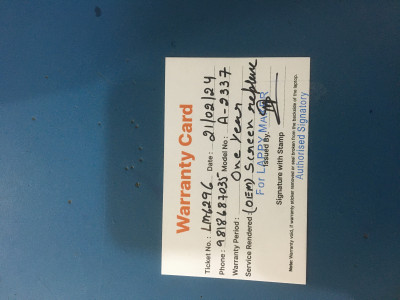 Warranty Card
Ticket No.: LM6296 Date: 21/02/24
Phone: 9818687035 Model No: A-2337
Warranty Period: One year
Service Rendered (OEM) Screen replace
For LAPPY MAKER
Issued By:
Signature with Stamp
Authorised Signatory
Note: Warranty void, if warranty sticker removed or seal broken from the backside of the laptop.